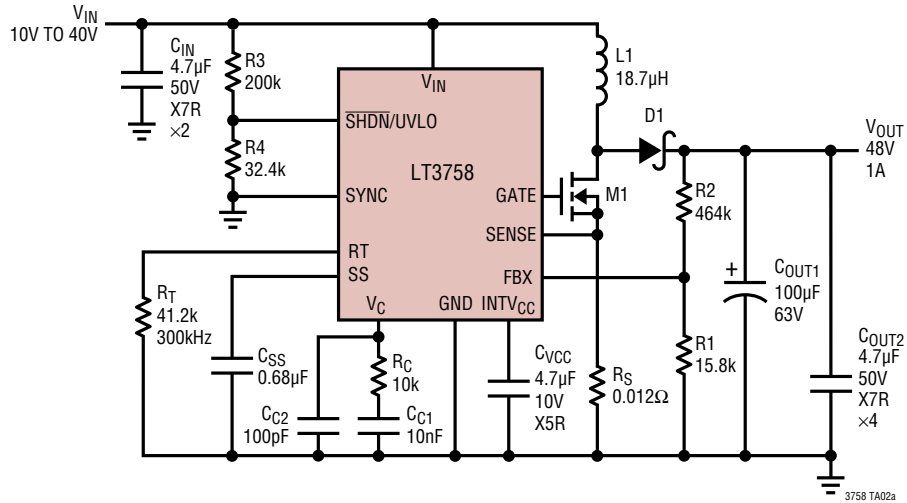 VIN
10V TO 40V
CIN
4.7µF
50V
X7R
×2
R3
200k
R4
32.4k
VIN
SHDN/UVLO
LT3758
SYNC
GATE
SENSE
RT
SS
FBX
VC
GND
INTVCC
L1
18.7µH
D1
M1
VOUT
48V
1A
R2
464k
+
COUT1
100µF
63V
COUT2
4.7µF
50V
X7R
×4
RT
41.2k
300kHz
CSS
0.68µF
RC
10k
CC2
100pF
CC1
10nF
CVCC
4.7µF
10V
X5R
RS
0.012Ω
R1
15.8k
3758 TA02a